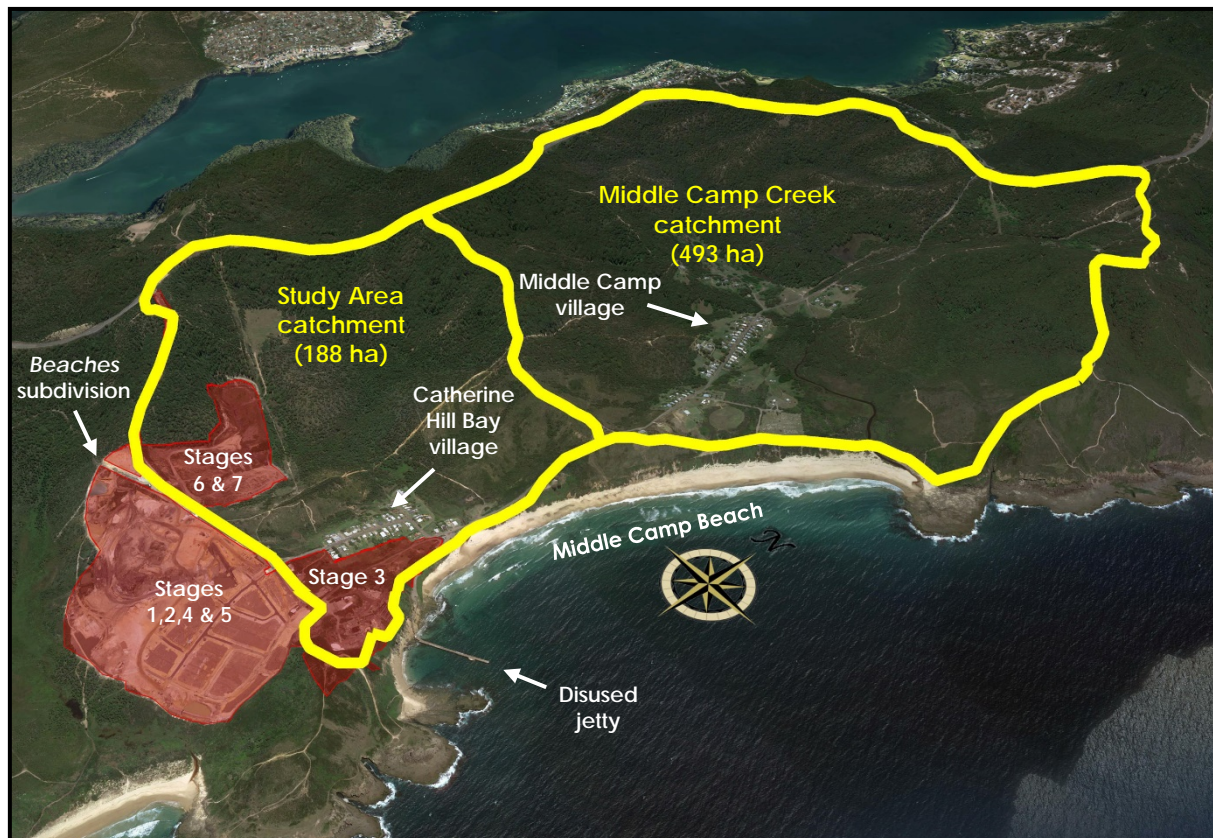 Middle Camp Creek
catchment
(493 ha)
Middle Camp
village
Study Area
catchment
(188 ha)
Beaches
subdivision
Catherine
Hill Bay
village
Stages
6 & 7
Middle Camp Beach
N
Stage 3
Stages
1,2,4 & 5
Disused
jetty